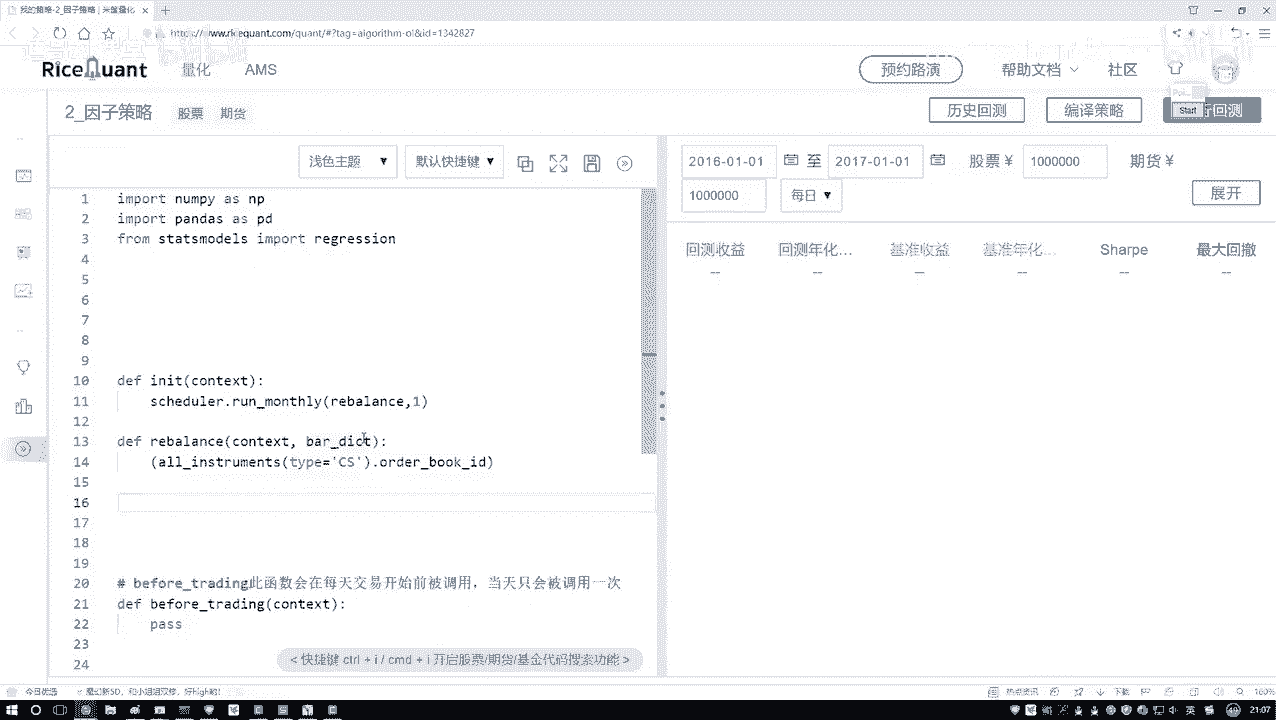 我的策略-2_因子策略 | 米筐量化
https://www.ricequant.com/quant/#?tag=algorithm-ol&id=1342827
RiceQuant 量化 AMS 预约路演 帮助文档 社区
2_因子策略 股票 期货 历史回测 编译策略
Start
浅色主题 默认快捷键
2016-01-01 至 2017-01-01 股票 ¥ 1000000 期货 ¥
1000000 每日 展开
回测收益 回测年化... 基准收益 基准年化... Sharpe 最大回撤
-- -- -- -- -- --
1 import numpy as np
2 import pandas as pd
3 from statsmodels import regression
4
5
6
7
8
9
10 def init(context):
11 scheduler.run_monthly(rebalance,1)
12
13 def rebalance(context, bar_dict):
14 (all_instruments(type='CS').order_book_id)
15
16
17
18
19
20 # before_trading此函数会在每天交易开始前被调用，当天只会被调用一次
21 def before_trading(context):
22 pass
23
24
< 快捷键 ctrl + i / cmd + i 开启股票/期货/基金代码搜索功能 >
今日优选
下载 100%
英 21:07